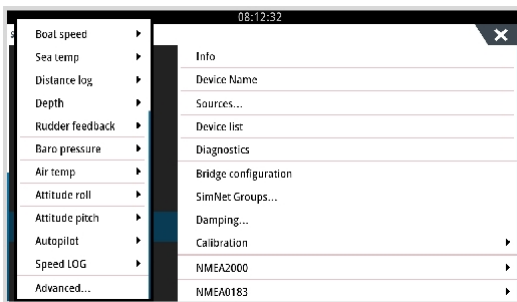 08:12:32
Boat speed
Sea temp
Distance log
Depth
Rudder feedback
Baro pressure
Air temp
Attitude roll
Attitude pitch
Autopilot
Speed LOG
Advanced...
Info
Device Name
Sources...
Device list
Diagnostics
Bridge configuration
SimNet Groups...
Damping...
Calibration
NMEA2000
NMEA0183